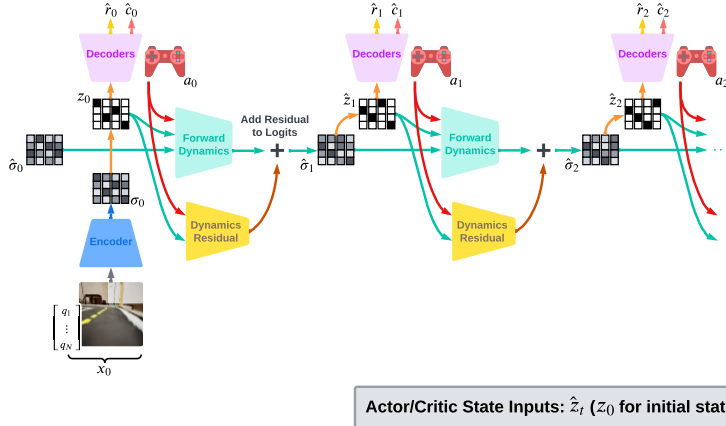 r̂₀ ĉ₀
r̂₁ ĉ₁
r̂₂ ĉ₂
Decoders
Decoders
Decoders
a₀
a₁
a₂
z₀
ẑ₁
ẑ₂
Add Residual
to Logits
σ̂₀
Forward
Dynamics
+
σ̂₁
Forward
Dynamics
+
σ̂₂
σ₀
Encoder
Dynamics
Residual
Dynamics
Residual
q₁
⋮
q_N
x₀
Actor/Critic State Inputs: ẑₜ (z₀ for initial stat